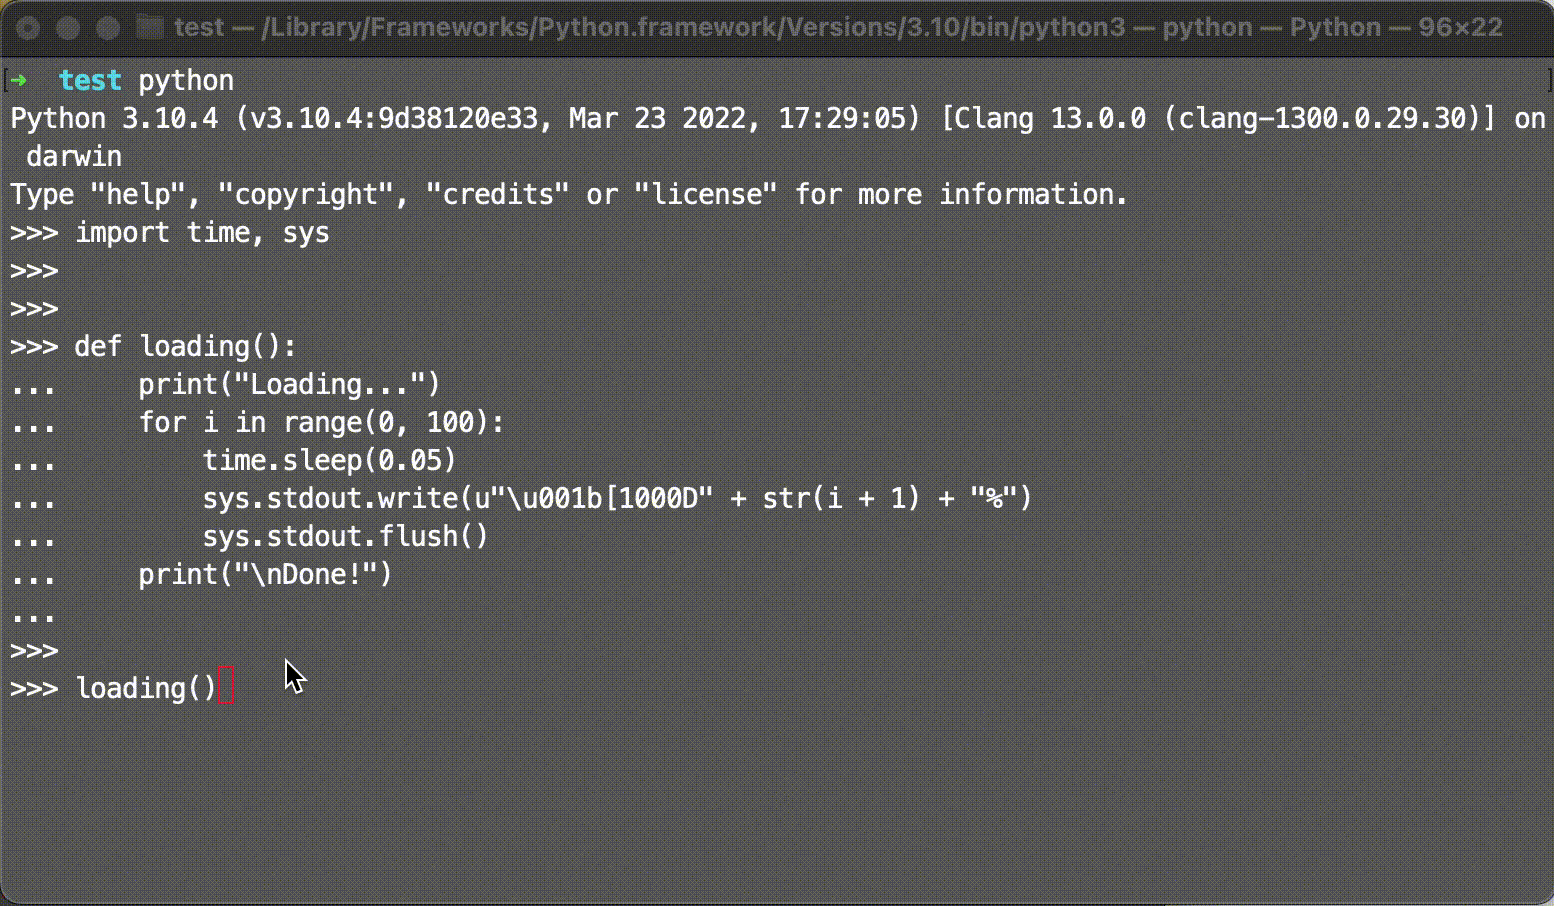 test — /Library/Frameworks/Python.framework/Versions/3.10/bin/python3 — python — Python — 96×22
[➜  test python ]
Python 3.10.4 (v3.10.4:9d38120e33, Mar 23 2022, 17:29:05) [Clang 13.0.0 (clang-1300.0.29.30)] on
 darwin
Type "help", "copyright", "credits" or "license" for more information.
>>> import time, sys
>>>
>>>
>>> def loading():
...     print("Loading...")
...     for i in range(0, 100):
...         time.sleep(0.05)
...         sys.stdout.write(u"\u001b[1000D" + str(i + 1) + "%")
...         sys.stdout.flush()
...     print("\nDone!")
...
>>>
>>> loading()